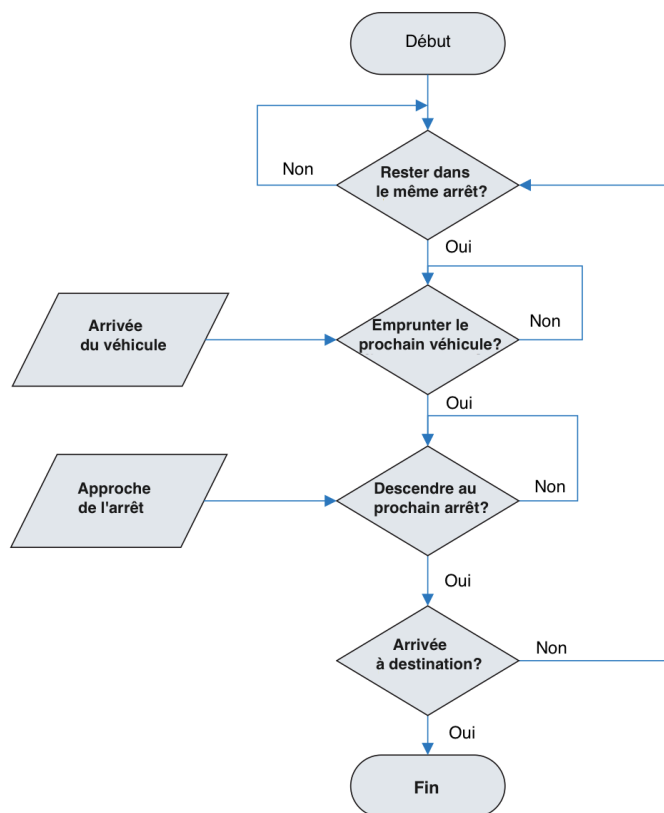 Début
Non
Rester dans
le même arrêt?
Oui
Arrivée
du véhicule
Emprunter le
prochain véhicule?
Non
Oui
Approche
de l'arrêt
Descendre au
prochain arrêt?
Non
Oui
Arrivée
à destination?
Non
Oui
Fin